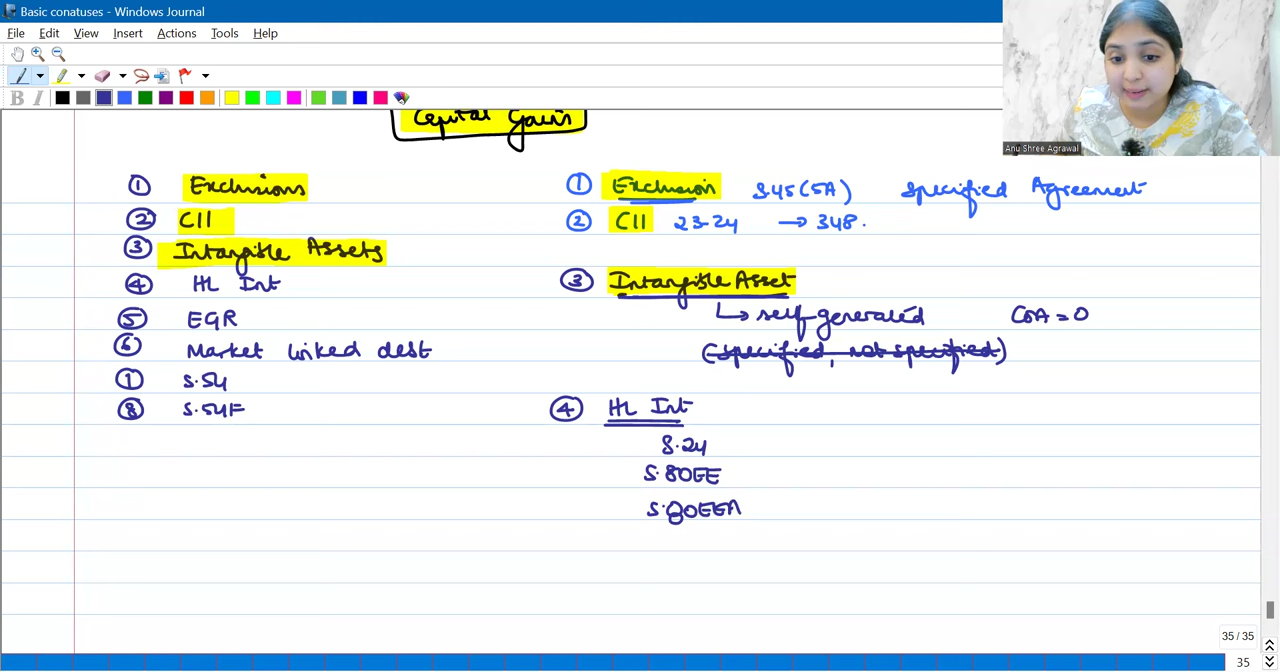 Basic conatuses - Windows Journal
File Edit View Insert Actions Tools Help
B I
Capital Gain
Anu Shree Agrawal
① Exclusions
② CII
③ Intangible Assets
④ HL Int
⑤ EGR
⑥ Market linked debt
① S.54
⑧ S.54F
① Exclusion S.45(5A) specified Agreement
② CII 23-24 → 348.
③ Intangible Asset
↳ self generated COA = 0
(specified, not specified)
④ HL Int
S.24
S.80EE
S.80EEA
35 / 35
35